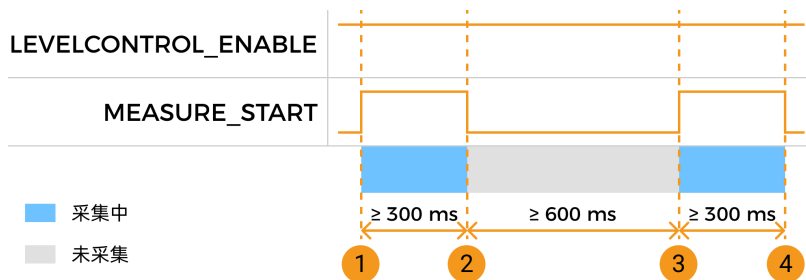 LEVELCONTROL_ENABLE
MEASURE_START
采集中
≥ 300 ms
≥ 600 ms
≥ 300 ms
未采集
1
2
3
4